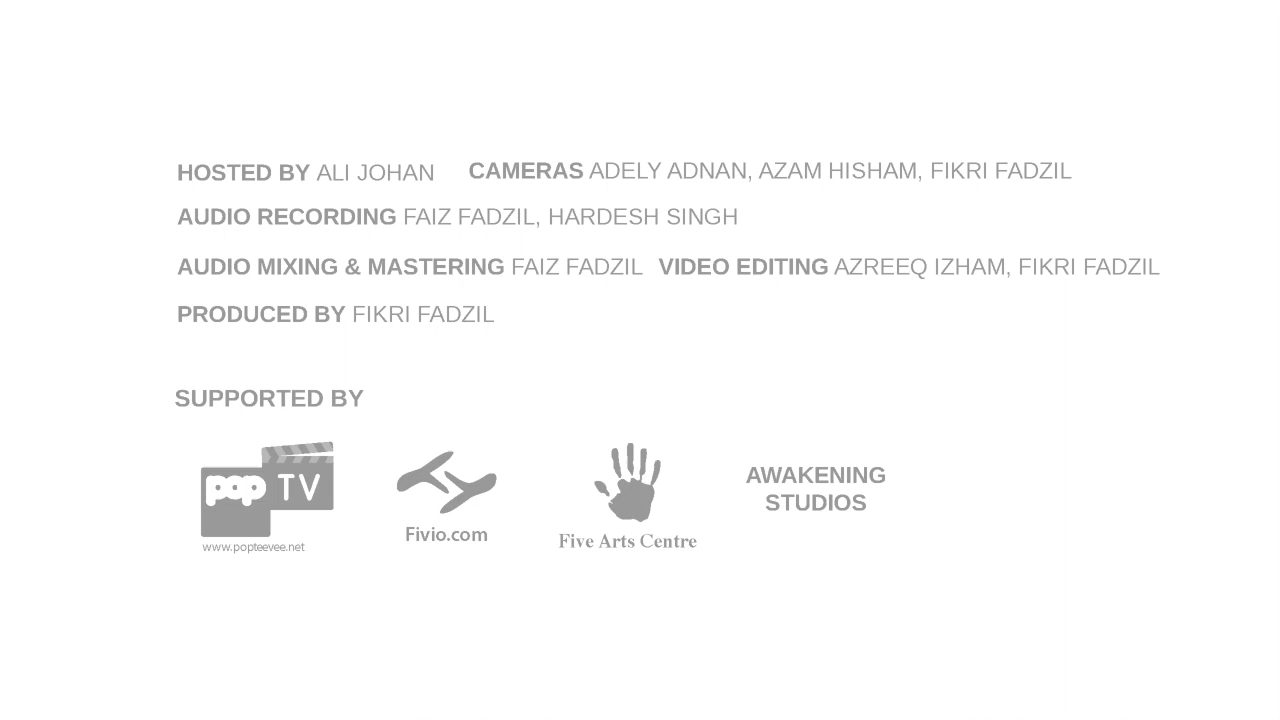 HOSTED BY ALI JOHAN CAMERAS ADELY ADNAN, AZAM HISHAM, FIKRI FADZIL
AUDIO RECORDING FAIZ FADZIL, HARDESH SINGH
AUDIO MIXING & MASTERING FAIZ FADZIL VIDEO EDITING AZREEQ IZHAM, FIKRI FADZIL
PRODUCED BY FIKRI FADZIL
SUPPORTED BY
pop TV
www.popteevee.net
Fivio.com
Five Arts Centre
AWAKENING
STUDIOS